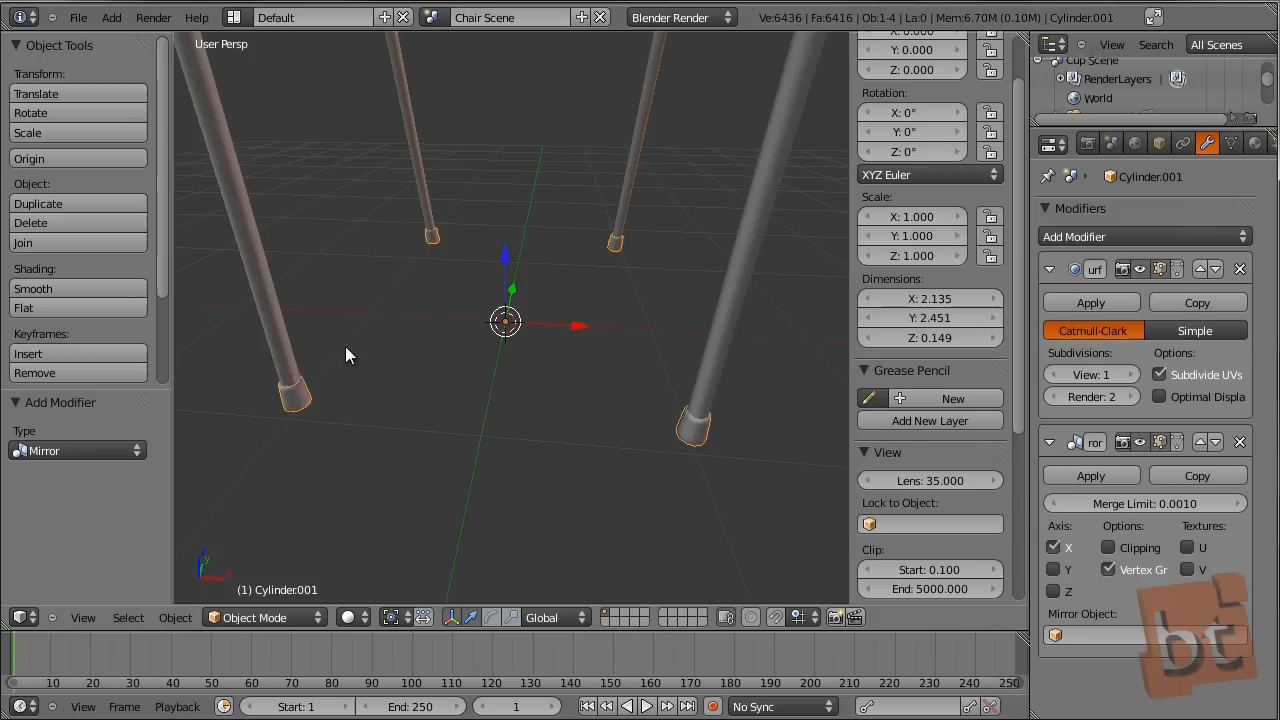 File Add Render Help Default Chair Scene Blender Render Ve:6436 | Fa:6416 | Ob:1-4 | La:0 | Mem:6.70M (0.10M) | Cylinder.001
Object Tools
Transform:
Translate
Rotate
Scale
Origin
Object:
Duplicate
Delete
Join
Shading:
Smooth
Flat
Keyframes:
Insert
Remove
Add Modifier
Type
Mirror
User Persp
(1) Cylinder.001
X: 0.000
Y: 0.000
Z: 0.000
Rotation:
X: 0°
Y: 0°
Z: 0°
XYZ Euler
Scale:
X: 1.000
Y: 1.000
Z: 1.000
Dimensions:
X: 2.135
Y: 2.451
Z: 0.149
Grease Pencil
New
Add New Layer
View
Lens: 35.000
Lock to Object:
Clip:
Start: 0.100
End: 5000.000
View Search All Scenes
Cup Scene
RenderLayers
World
Cylinder.001
Modifiers
Add Modifier
urf
Apply Copy
Catmull-Clark Simple
Subdivisions: Options:
View: 1 Subdivide UVs
Render: 2 Optimal Displa
ror
Apply Copy
Merge Limit: 0.0010
Axis: Options: Textures:
X Clipping U
Y Vertex Gr V
Z
Mirror Object:
bt
View Select Object Object Mode Global
10 20 30 40 50 60 70 80 90 100 110 120 130 140 150 160 170 180 190 200 210 220 230 240 250
View Frame Playback Start: 1 End: 250 1 No Sync